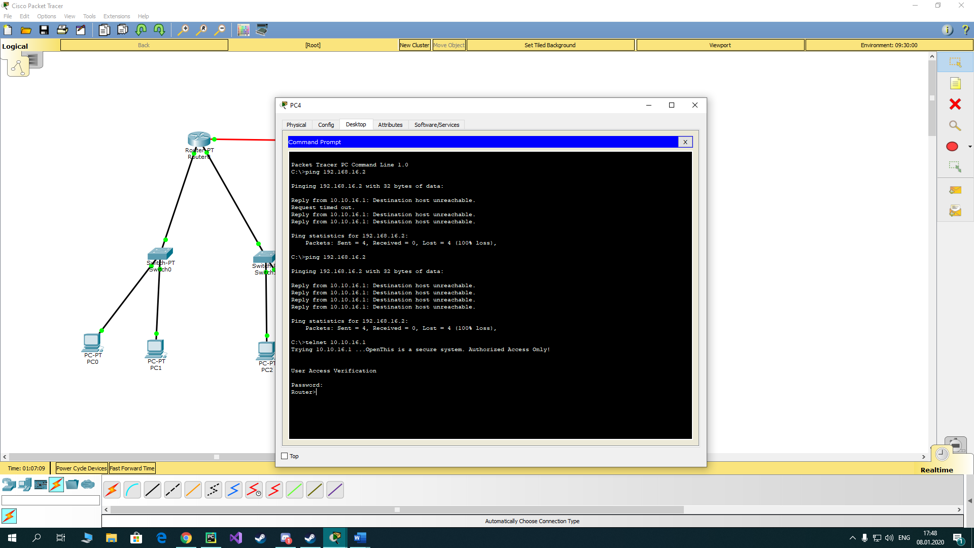 Cisco Packet Tracer
File Edit Options View Tools Extensions Help
Logical
Back
[Root]
New Cluster
Move Object
Set Tiled Background
Viewport
Environment: 09:30:00
PC4
Physical Config Desktop Attributes Software/Services
Command Prompt
X
Packet Tracer PC Command Line 1.0
C:\>ping 192.168.16.2
Pinging 192.168.16.2 with 32 bytes of data:
Reply from 10.10.16.1: Destination host unreachable.
Request timed out.
Reply from 10.10.16.1: Destination host unreachable.
Reply from 10.10.16.1: Destination host unreachable.
Ping statistics for 192.168.16.2:
Packets: Sent = 4, Received = 0, Lost = 4 (100% loss),
C:\>ping 192.168.16.2
Pinging 192.168.16.2 with 32 bytes of data:
Reply from 10.10.16.1: Destination host unreachable.
Reply from 10.10.16.1: Destination host unreachable.
Reply from 10.10.16.1: Destination host unreachable.
Reply from 10.10.16.1: Destination host unreachable.
Ping statistics for 192.168.16.2:
Packets: Sent = 4, Received = 0, Lost = 4 (100% loss),
C:\>telnet 10.10.16.1
Trying 10.10.16.1 ...OpenThis is a secure system. Authorized Access Only!
User Access Verification
Password:
Router>
Top
Router-PT
Switch-PT
Switch0
PC-PT
PC0
PC-PT
PC1
PC-PT
PC2
Time: 01:07:09
Power Cycle Devices
Fast Forward Time
Realtime
Automatically Choose Connection Type
ENG
17:48
08.01.2020